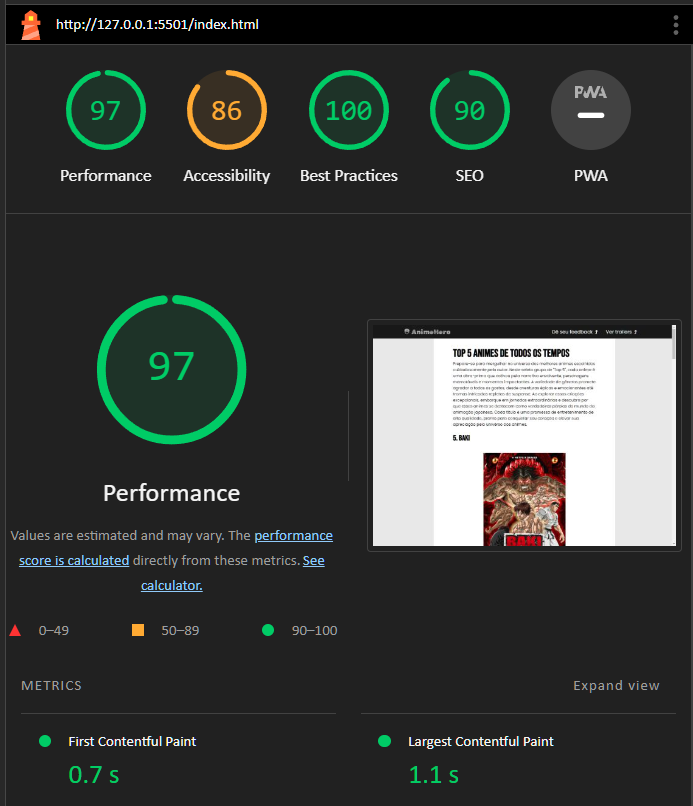 http://127.0.0.1:5501/index.html
97
86
100
90
PWA
Performance
Accessibility
Best Practices
SEO
PWA
97
Performance
Values are estimated and may vary. The performance
score is calculated directly from these metrics. See
calculator.
0–49
50–89
90–100
AnimeHero
Dê seu feedback
Ver trailers
TOP 5 ANIMES DE TODOS OS TEMPOS
5. BAKI
BAKI
METRICS
Expand view
First Contentful Paint
0.7 s
Largest Contentful Paint
1.1 s